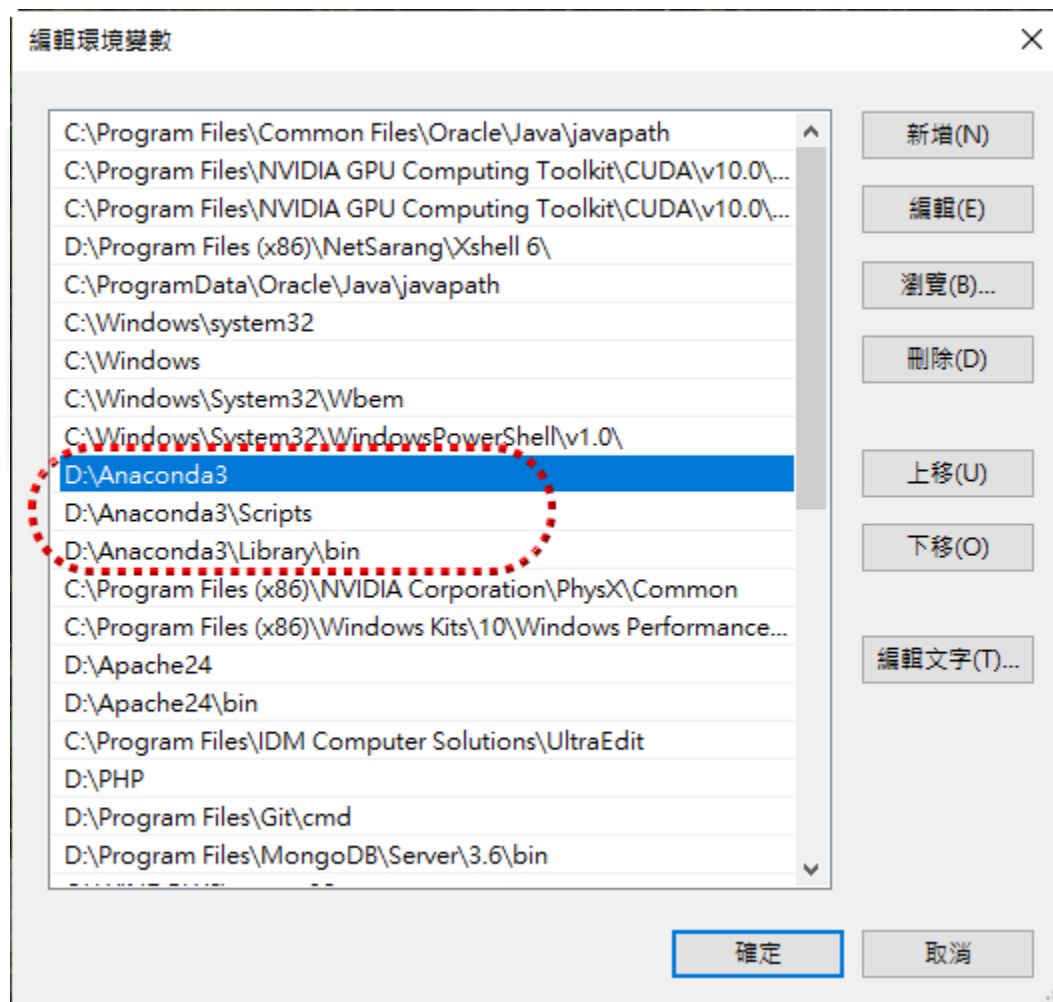 編輯環境變數
C:\Program Files\Common Files\Oracle\Java\javapath
C:\Program Files\NVIDIA GPU Computing Toolkit\CUDA\v10.0\...
C:\Program Files\NVIDIA GPU Computing Toolkit\CUDA\v10.0\...
D:\Program Files (x86)\NetSarang\Xshell 6\
C:\ProgramData\Oracle\Java\javapath
C:\Windows\system32
C:\Windows
C:\Windows\System32\Wbem
C:\Windows\System32\WindowsPowerShell\v1.0\
D:\Anaconda3
D:\Anaconda3\Scripts
D:\Anaconda3\Library\bin
C:\Program Files (x86)\NVIDIA Corporation\PhysX\Common
C:\Program Files (x86)\Windows Kits\10\Windows Performance...
D:\Apache24
D:\Apache24\bin
C:\Program Files\IDM Computer Solutions\UltraEdit
D:\PHP
D:\Program Files\Git\cmd
D:\Program Files\MongoDB\Server\3.6\bin
新增(N)
編輯(E)
瀏覽(B)...
刪除(D)
上移(U)
下移(O)
編輯文字(T)...
確定
取消